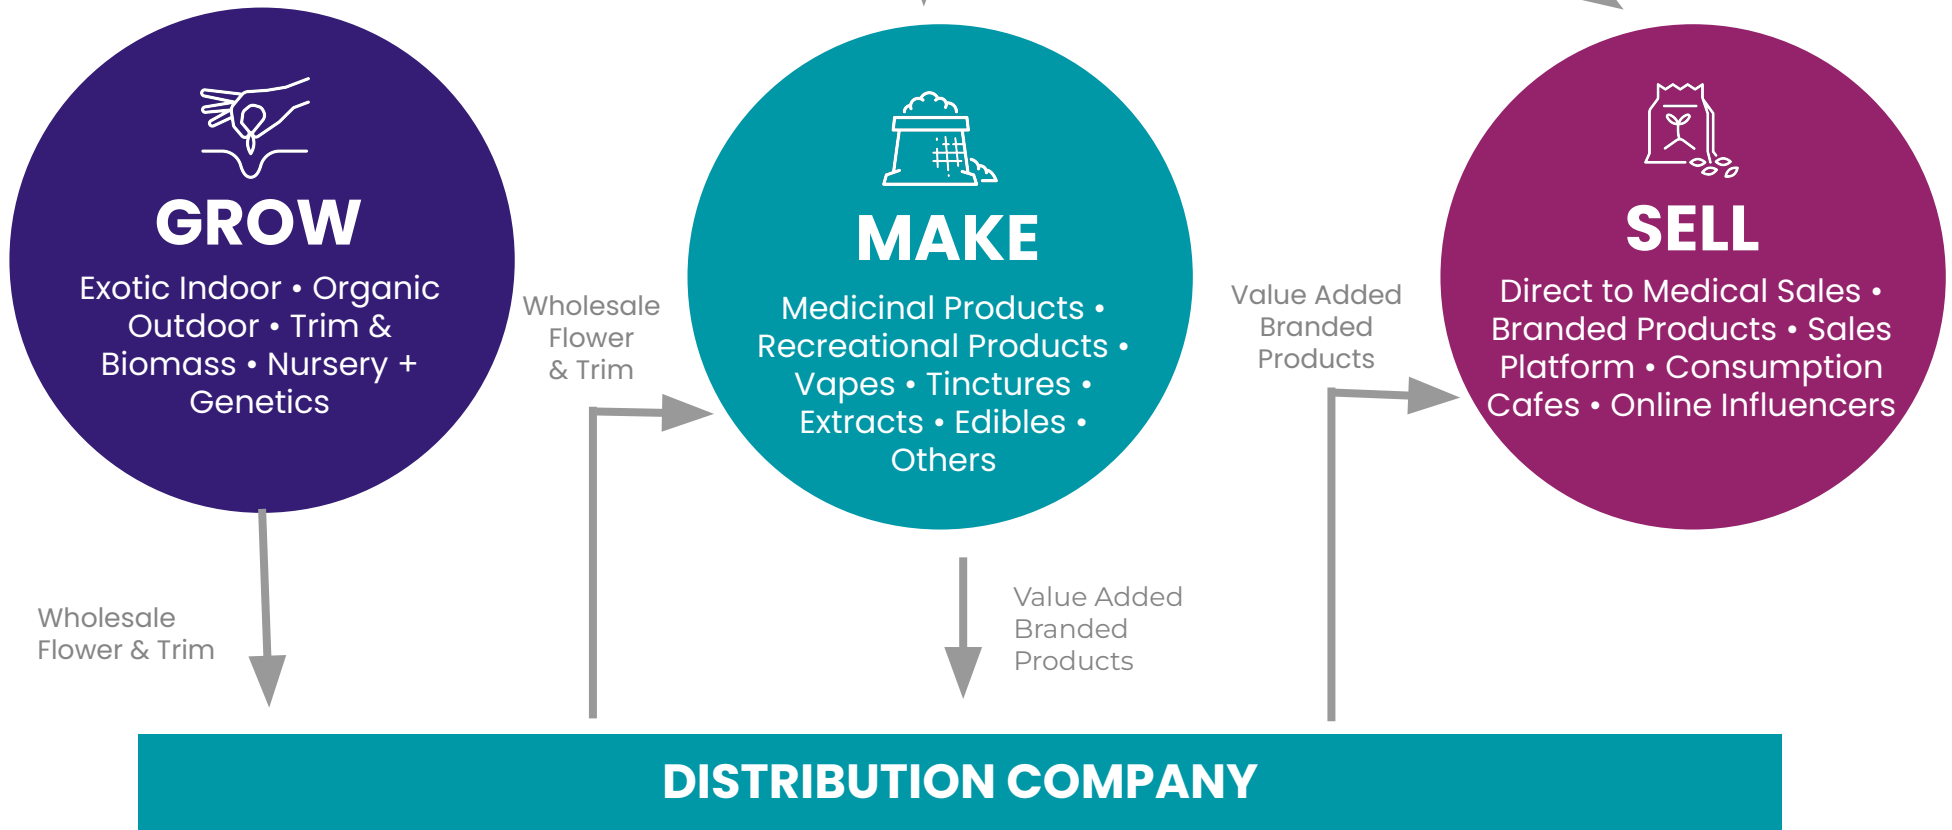 GROW
Exotic Indoor • Organic
Outdoor • Trim &
Biomass • Nursery +
Genetics
Wholesale
Flower & Trim
Wholesale
Flower
& Trim
MAKE
Medicinal Products •
Recreational Products •
Vapes • Tinctures •
Extracts • Edibles •
Others
Value Added
Branded
Products
Value Added
Branded
Products
SELL
Direct to Medical Sales •
Branded Products • Sales
Platform • Consumption
Cafes • Online Influencers
DISTRIBUTION COMPANY